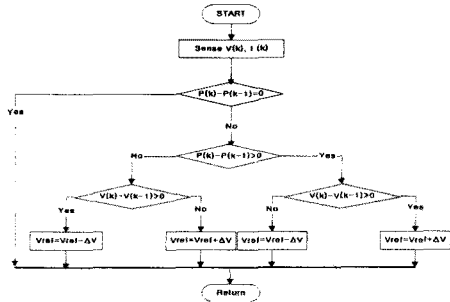 START
Sense V(k), I (k)
P(k)-P(k-1)=0
Yes
No
P(k)-P(k-1)>0
No
Yes
V(k)-V(k-1)>0
V(k)-V(k-1)>0
Yes
No
No
Yes
Vref=Vref-ΔV
Vref=Vref+ΔV
Vref=Vref-ΔV
Vref=Vref+ΔV
Return